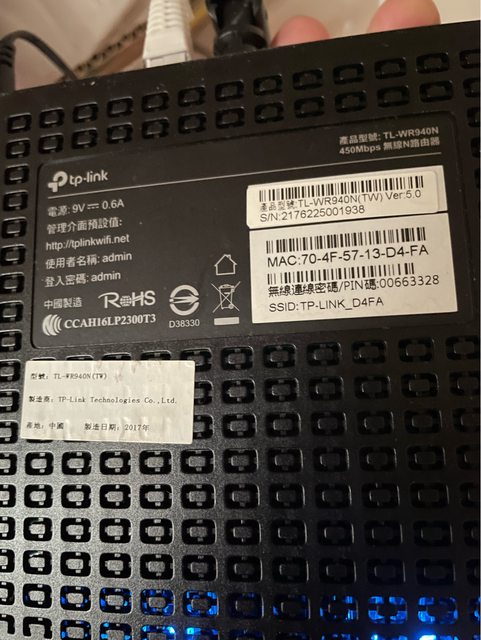 tp-link
產品型號: TL-WR940N
450Mbps 無線N路由器
電源: 9V ⎓ 0.6A
管理介面預設值:
http://tplinkwifi.net
使用者名稱: admin
登入密碼: admin
中國製造 RoHS
CCAH16LP2300T3
D38330
產品型號:TL-WR940N(TW) Ver:5.0
S/N:2176225001938
MAC:70-4F-57-13-D4-FA
無線連線密碼/PIN碼:00663328
SSID:TP-LINK_D4FA
型號: TL-WR940N(TW)
製造商: TP-Link Technologies Co.,Ltd.
產地: 中國 製造日期: 2017年